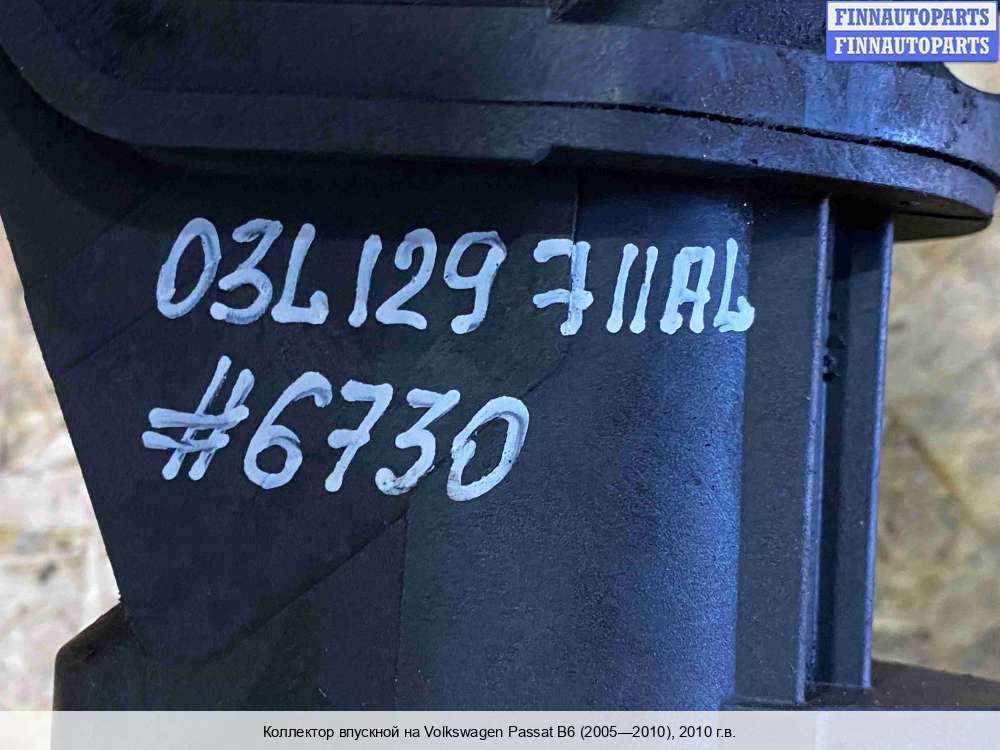 FINNAUTOPARTS
FINNAUTOPARTS
03L129711AL
#6730
Коллектор впускной на Volkswagen Passat B6 (2005—2010), 2010 г.в.